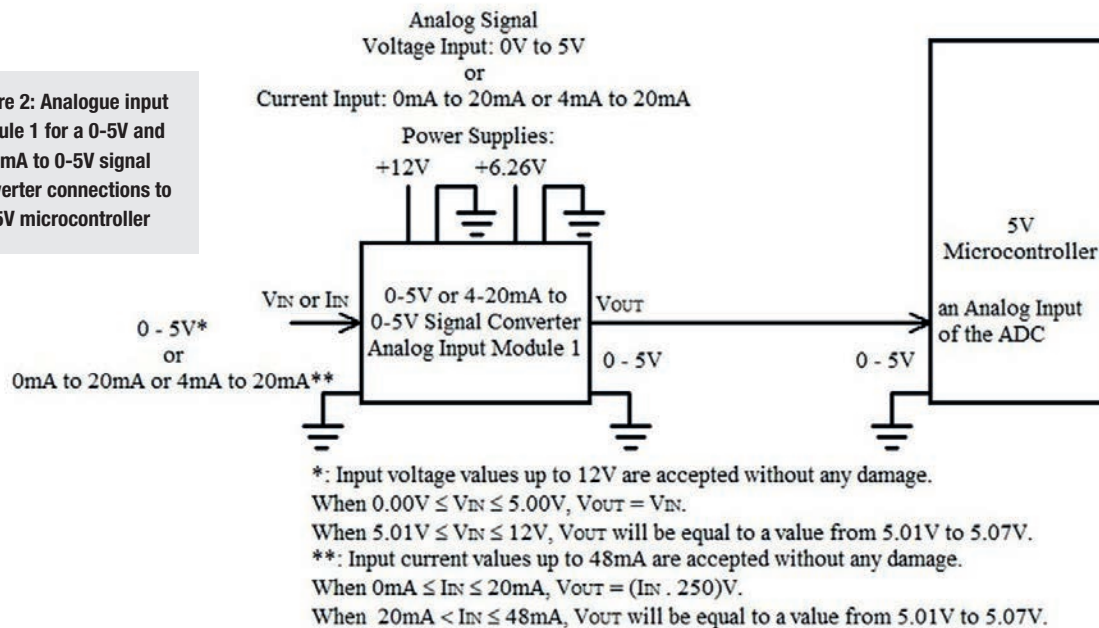 Analog Signal
Voltage Input: 0V to 5V
or
Current Input: 0mA to 20mA or 4mA to 20mA
Power Supplies:
+12V +6.26V
re 2: Analogue input
ule 1 for a 0-5V and
mA to 0-5V signal
verter connections to
5V microcontroller
VIN or IIN
0 - 5V*
or
0mA to 20mA or 4mA to 20mA**
0-5V or 4-20mA to
0-5V Signal Converter
Analog Input Module 1
VOUT
0 - 5V
0 - 5V
5V
Microcontroller
an Analog Input
of the ADC
*: Input voltage values up to 12V are accepted without any damage.
When 0.00V ≤ VIN ≤ 5.00V, VOUT = VIN.
When 5.01V ≤ VIN ≤ 12V, VOUT will be equal to a value from 5.01V to 5.07V.
**: Input current values up to 48mA are accepted without any damage.
When 0mA ≤ IIN ≤ 20mA, VOUT = (IIN . 250)V.
When 20mA < IIN ≤ 48mA, VOUT will be equal to a value from 5.01V to 5.07V.